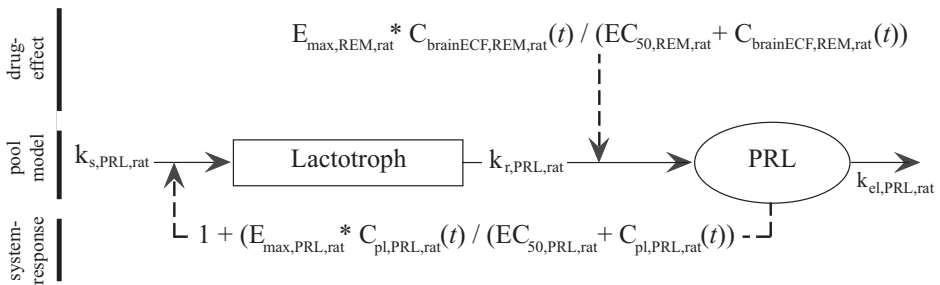 drug-
effect
E_max,REM,rat* C_brainECF,REM,rat(t) / (EC_50,REM,rat+ C_brainECF,REM,rat(t))
pool
model
k_s,PRL,rat
Lactotroph
k_r,PRL,rat
PRL
k_el,PRL,rat
system-
response
1 + (E_max,PRL,rat* C_pl,PRL,rat(t) / (EC_50,PRL,rat+ C_pl,PRL,rat(t))